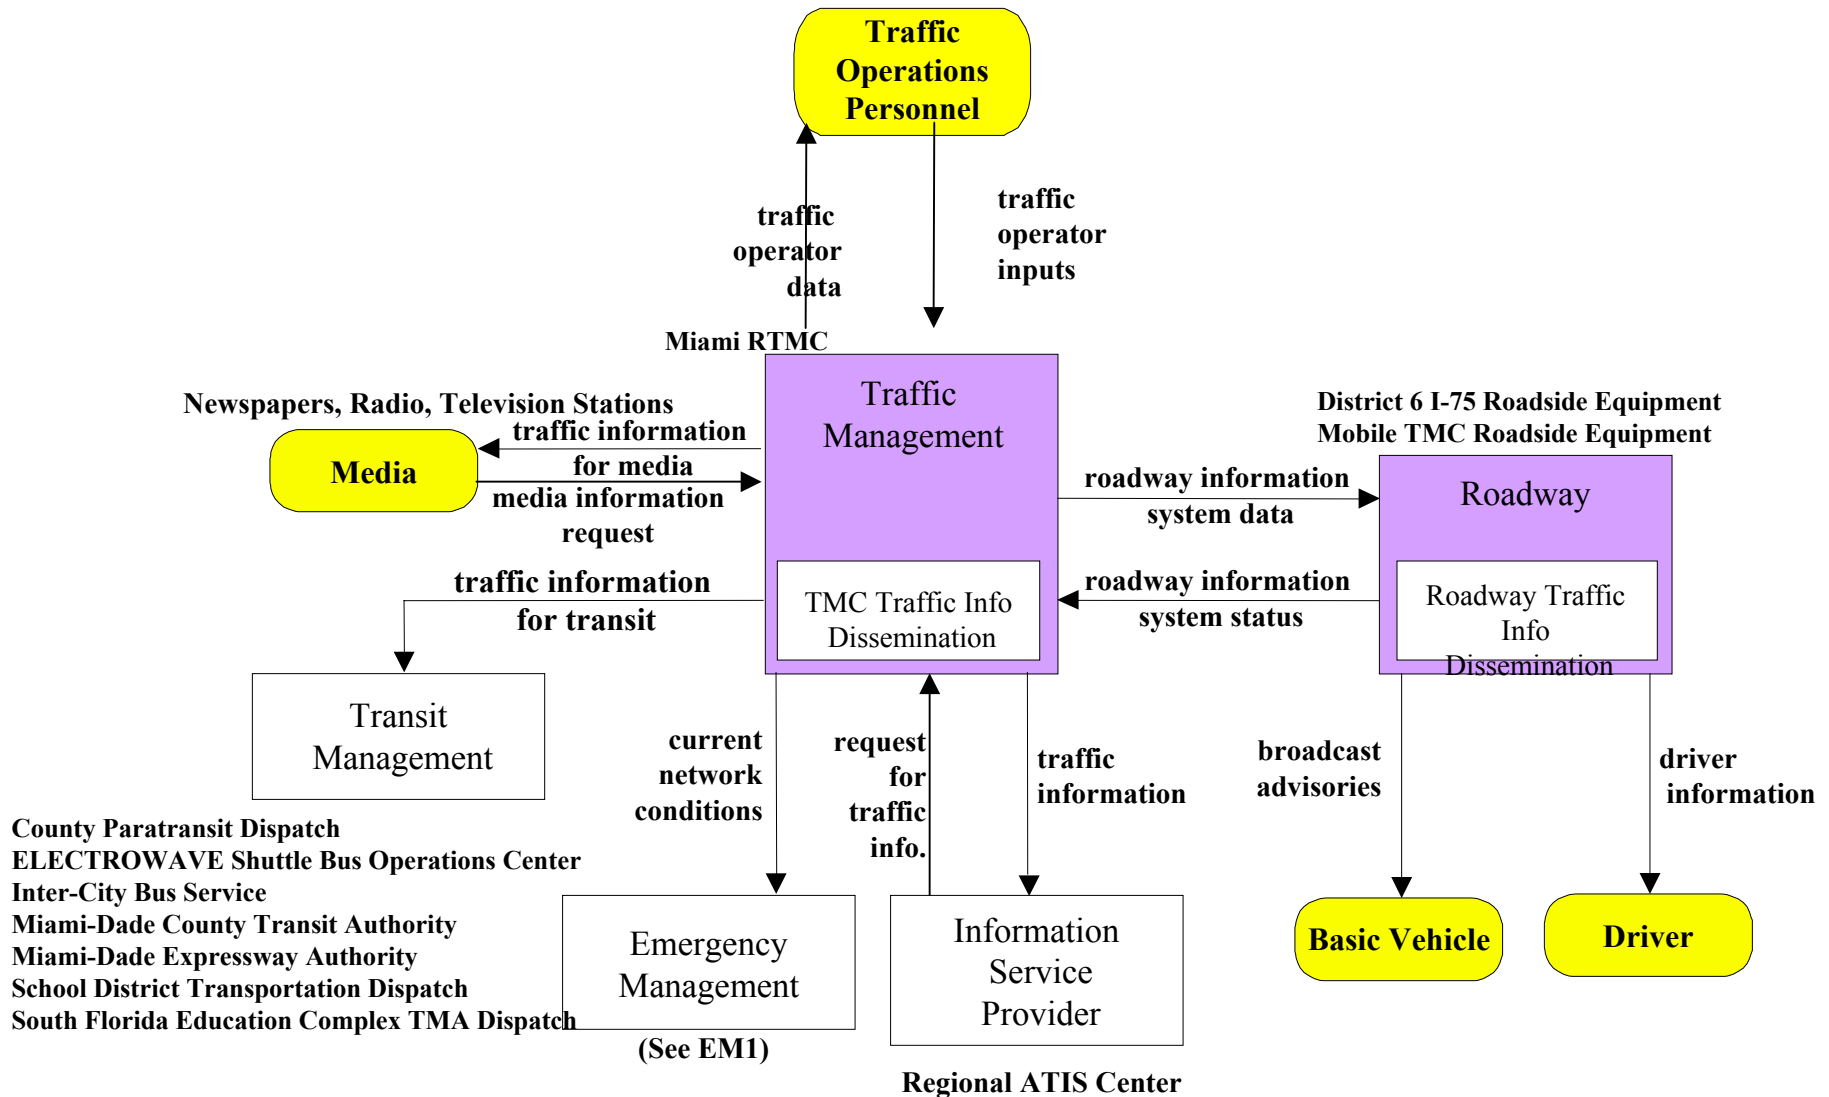 Traffic
Operations
Personnel
traffic
operator
data
traffic
operator
inputs
Miami RTMC
Newspapers, Radio, Television Stations
traffic information
for media
Media
media information
request
Traffic
Management
District 6 I-75 Roadside Equipment
Mobile TMC Roadside Equipment
roadway information
system data
Roadway
traffic information
for transit
TMC Traffic Info
Dissemination
roadway information
system status
Roadway Traffic
Info
Dissemination
Transit
Management
current
network
conditions
request
for
traffic
info.
traffic
information
broadcast
advisories
driver
information
County Paratransit Dispatch
ELECTROWAVE Shuttle Bus Operations Center
Inter-City Bus Service
Miami-Dade County Transit Authority
Miami-Dade Expressway Authority
School District Transportation Dispatch
South Florida Education Complex TMA Dispatch
Emergency
Management
(See EM1)
Information
Service
Provider
Regional ATIS Center
Basic Vehicle
Driver